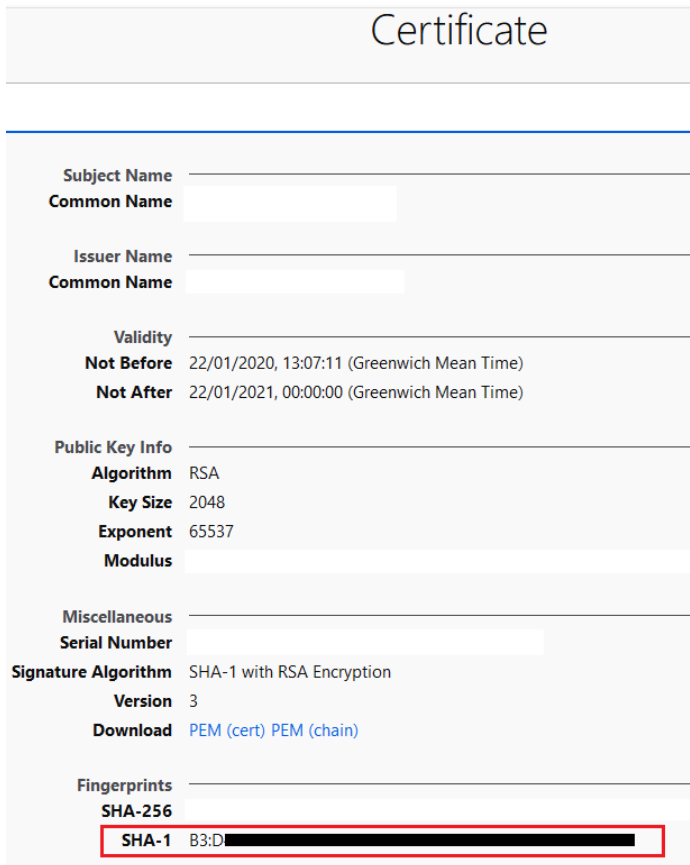 Certificate
Subject Name
Common Name
Issuer Name
Common Name
Validity
Not Before 22/01/2020, 13:07:11 (Greenwich Mean Time)
Not After 22/01/2021, 00:00:00 (Greenwich Mean Time)
Public Key Info
Algorithm RSA
Key Size 2048
Exponent 65537
Modulus
Miscellaneous
Serial Number
Signature Algorithm SHA-1 with RSA Encryption
Version 3
Download PEM (cert) PEM (chain)
Fingerprints
SHA-256
SHA-1 B3:D